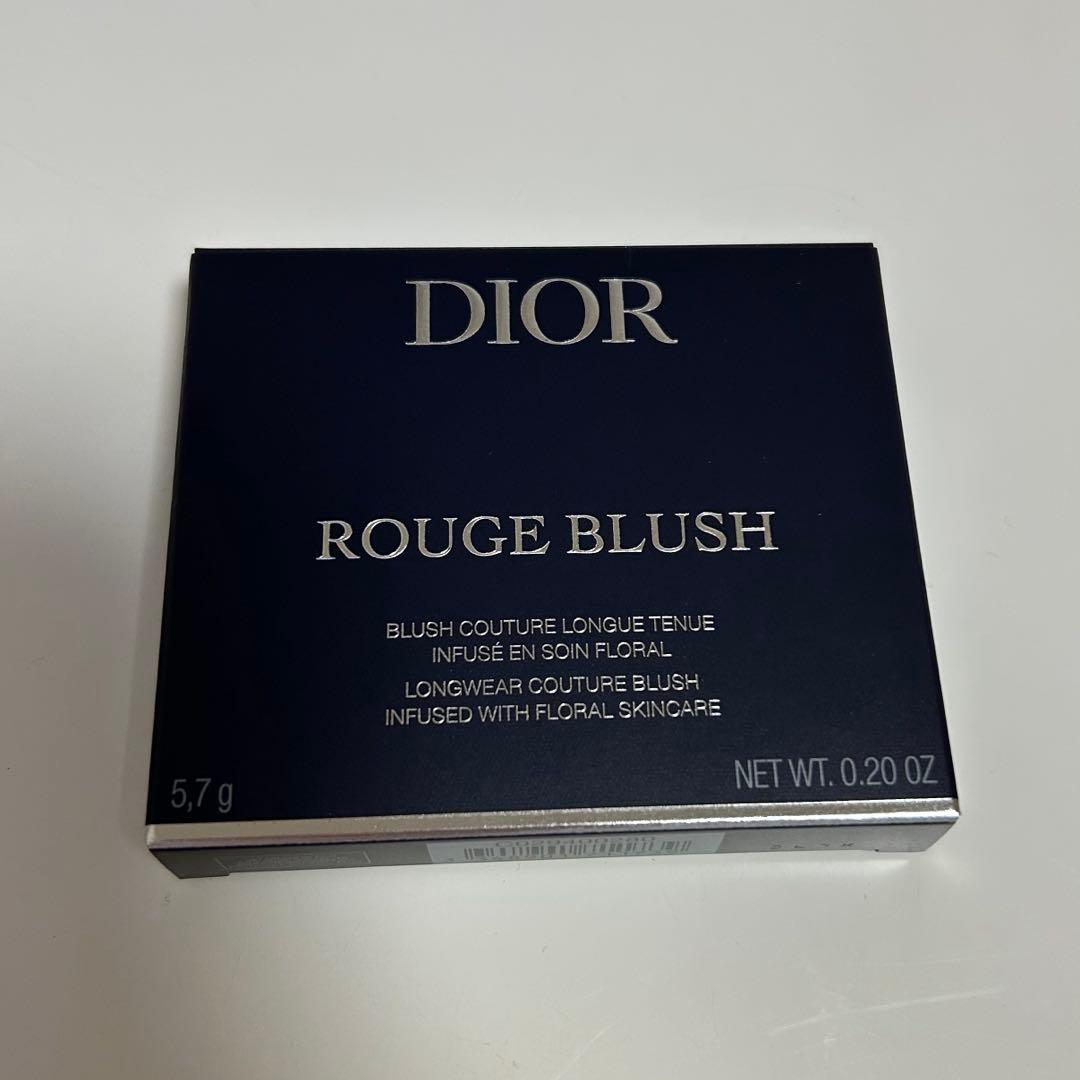 DIOR
ROUGE BLUSH
BLUSH COUTURE LONGUE TENUE
INFUSÉ EN SOIN FLORAL
LONGWEAR COUTURE BLUSH
INFUSED WITH FLORAL SKINCARE
5,7 g
NET WT. 0.20 OZ